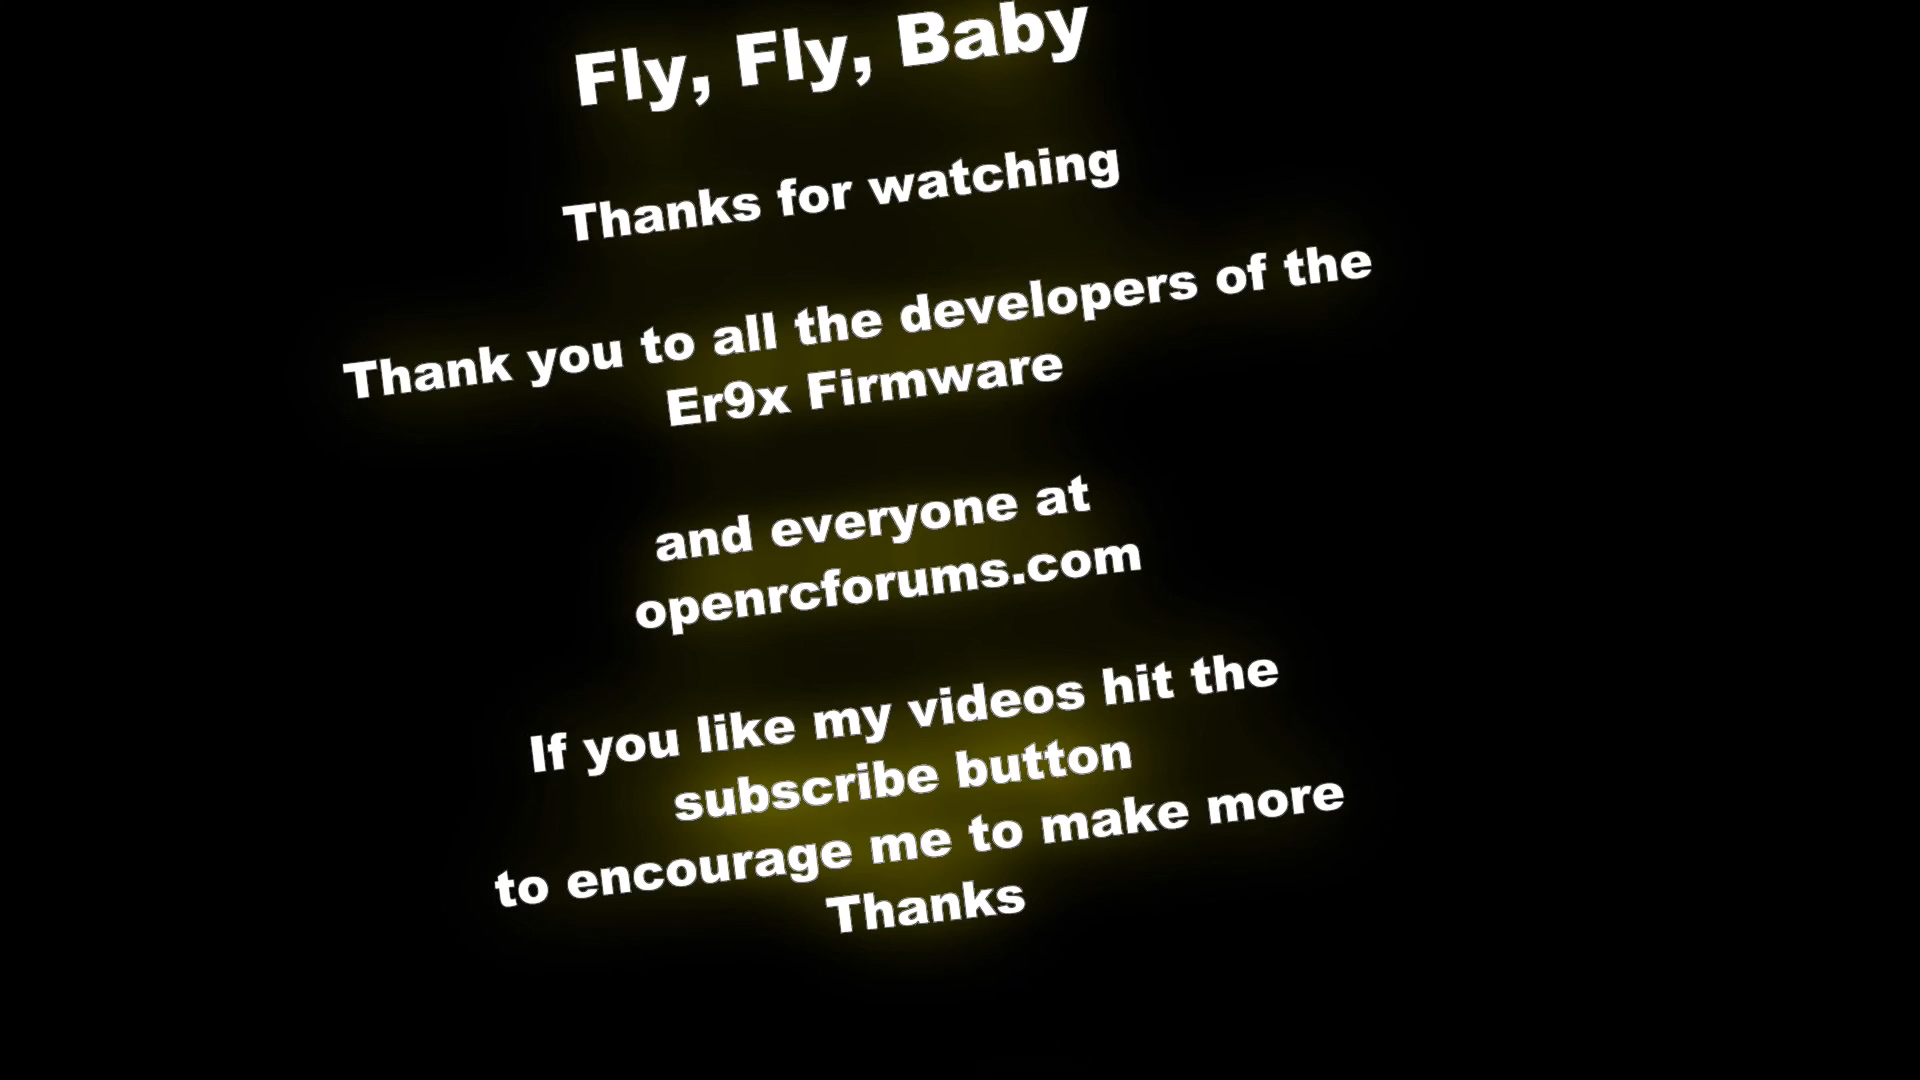 Fly, Fly, Baby
Thanks for watching
Thank you to all the developers of the
Er9x Firmware
and everyone at
openrcforums.com
If you like my videos hit the
subscribe button
to encourage me to make more
Thanks